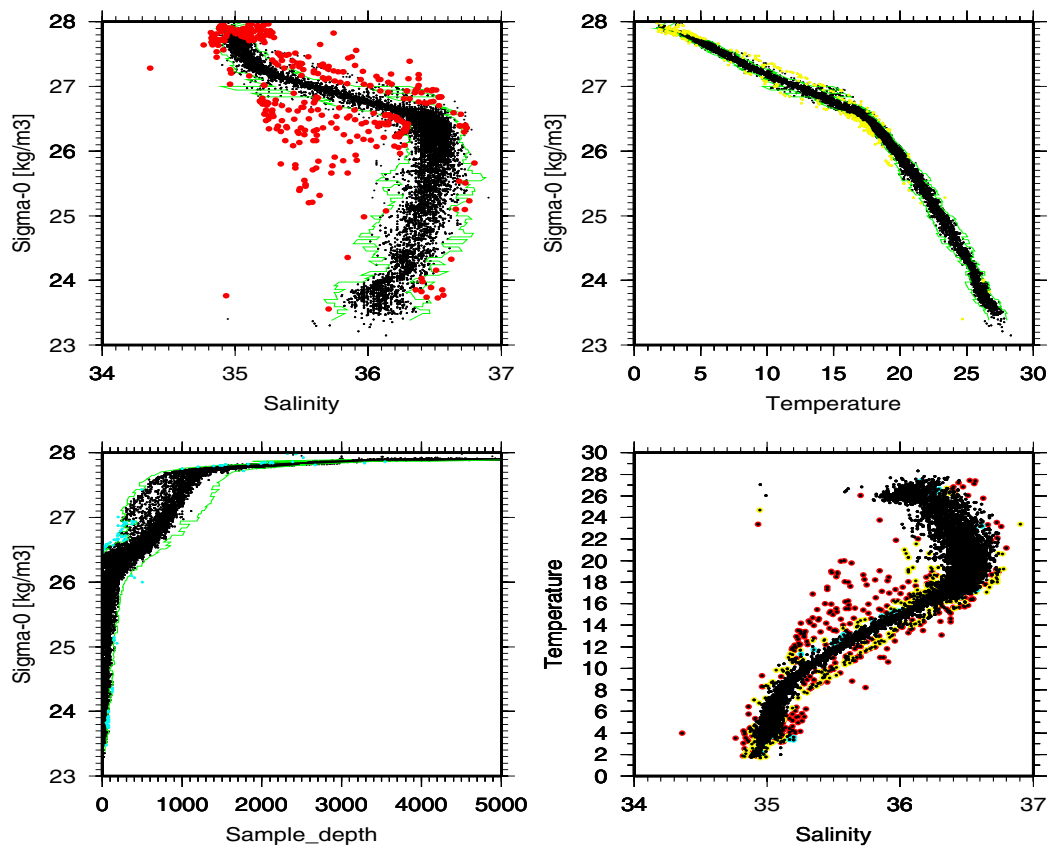 28
27
26
25
24
23
Sigma-0 [kg/m3]
34 35 36 37
Salinity
28
27
26
25
24
23
Sigma-0 [kg/m3]
0 5 10 15 20 25 30
Temperature
28
27
26
25
24
23
Sigma-0 [kg/m3]
0 1000 2000 3000 4000 5000
Sample_depth
30
28
26
24
22
20
18
16
14
12
10
8
6
4
2
0
Temperature
34 35 36 37
Salinity